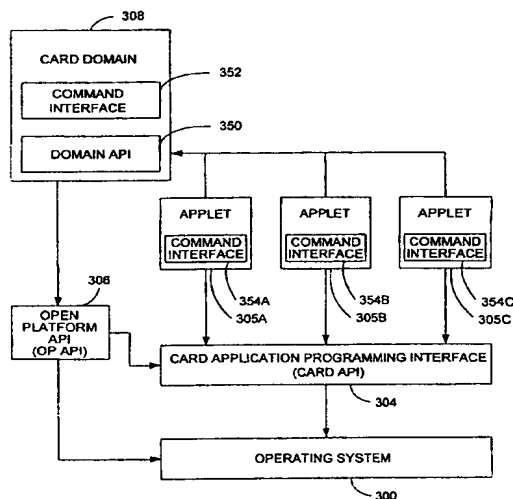 308
CARD DOMAIN
352
COMMAND
INTERFACE
350
DOMAIN API
APPLET
COMMAND
INTERFACE
354A
305A
APPLET
COMMAND
INTERFACE
354B
305B
APPLET
COMMAND
INTERFACE
354C
305C
306
OPEN
PLATFORM
API
(OP API)
CARD APPLICATION PROGRAMMING INTERFACE
(CARD API)
304
OPERATING SYSTEM
300